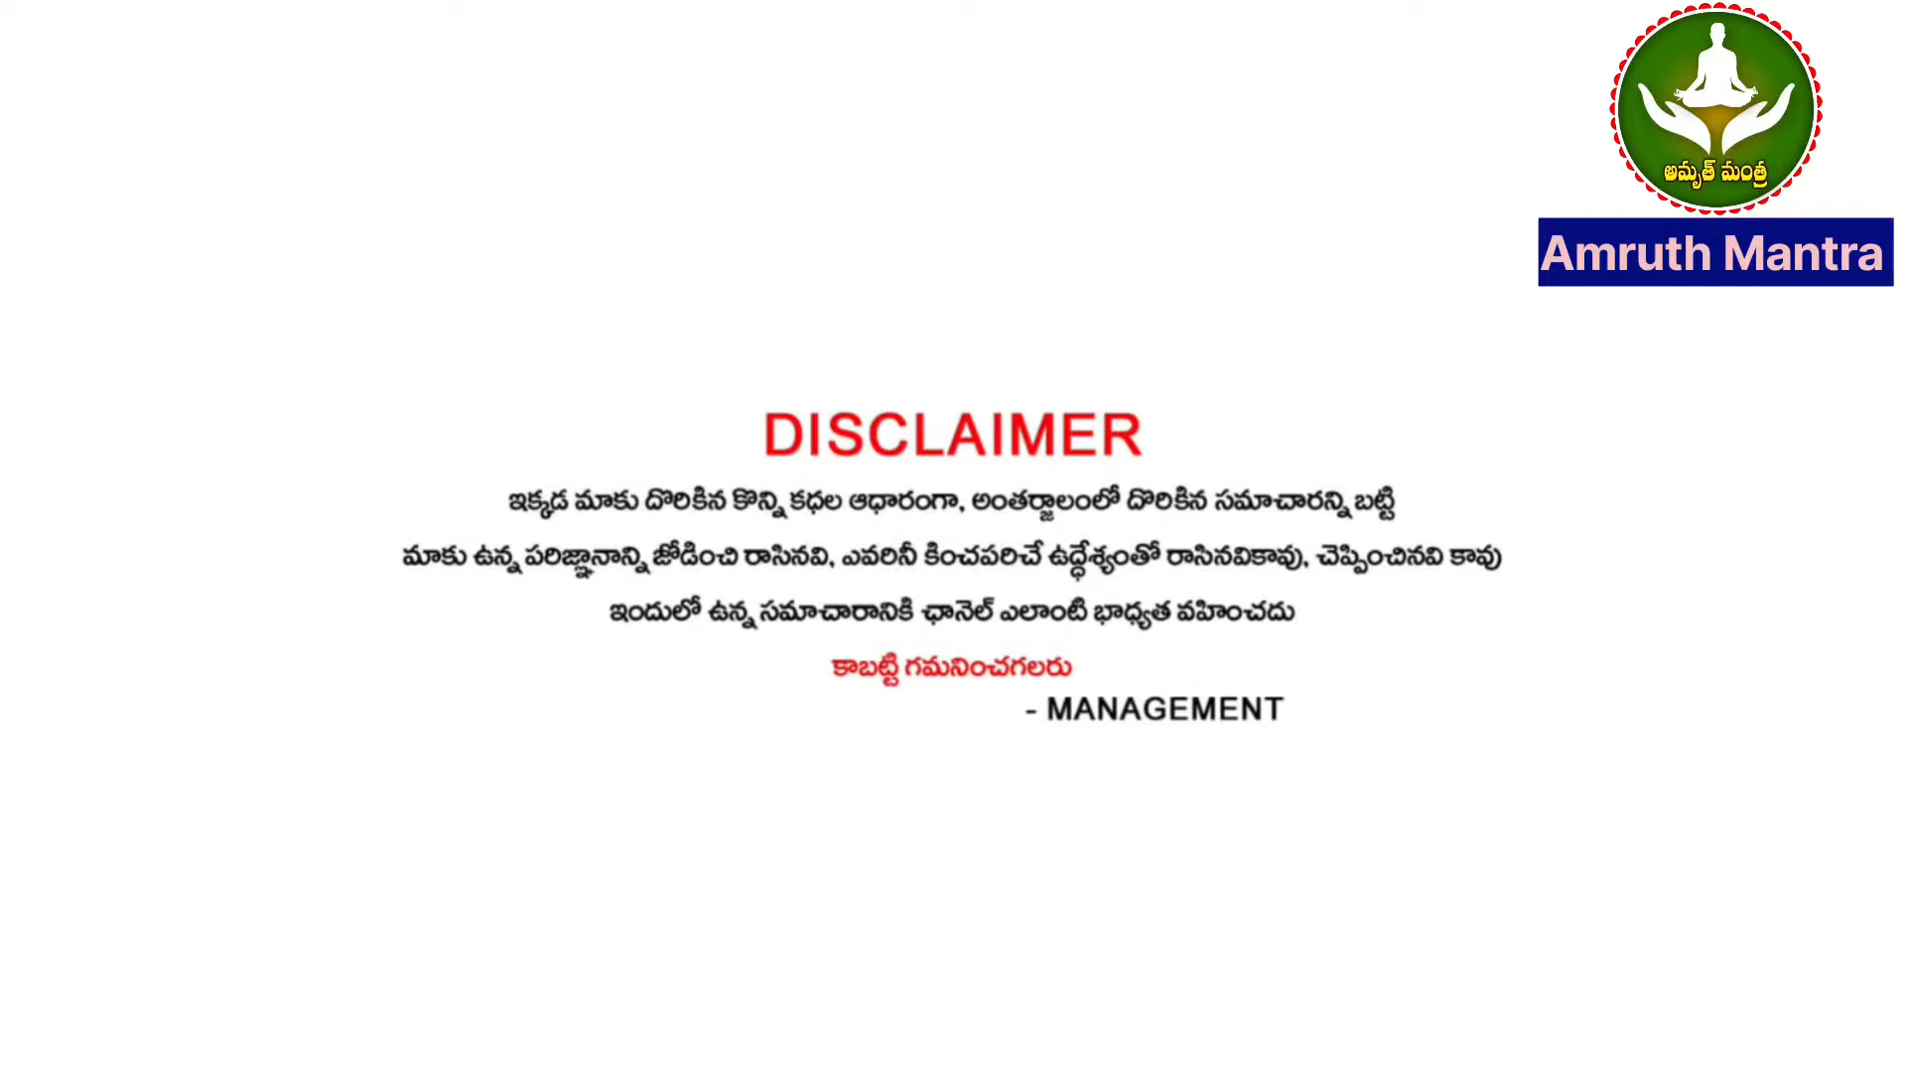 అమృత్ మంత్ర
Amruth Mantra
DISCLAIMER
ఇక్కడ మాకు దొరికిన కొన్ని కధల ఆధారంగా, అంతర్జాలంలో దొరికిన సమాచారన్ని బట్టి
మాకు ఉన్న పరిజ్ఞానాన్ని జోడించి రాసినవి, ఎవరినీ కించపరిచే ఉద్ధేశ్యంతో రాసినవికావు, చెప్పించినవి కావు
ఇందులో ఉన్న సమాచారానికి ఛానెల్ ఎలాంటి భాధ్యత వహించదు
కాబట్టి గమనించగలరు
- MANAGEMENT